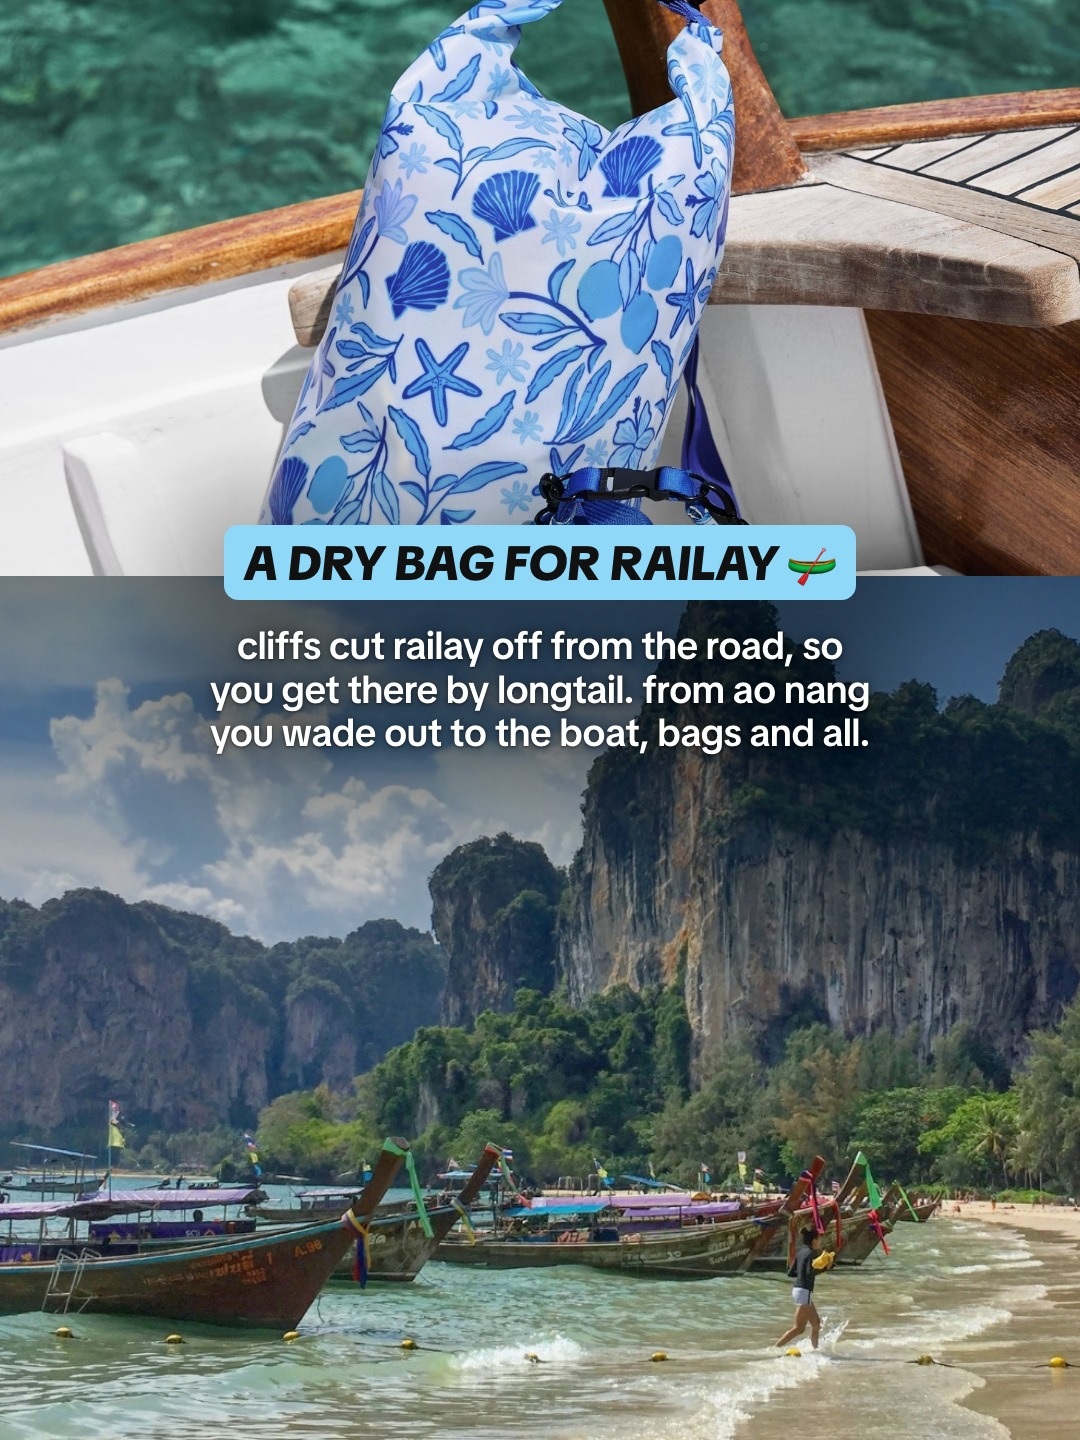 A DRY BAG FOR RAILAY
cliffs cut railay off from the road, so
you get there by longtail. from ao nang
you wade out to the boat, bags and all.